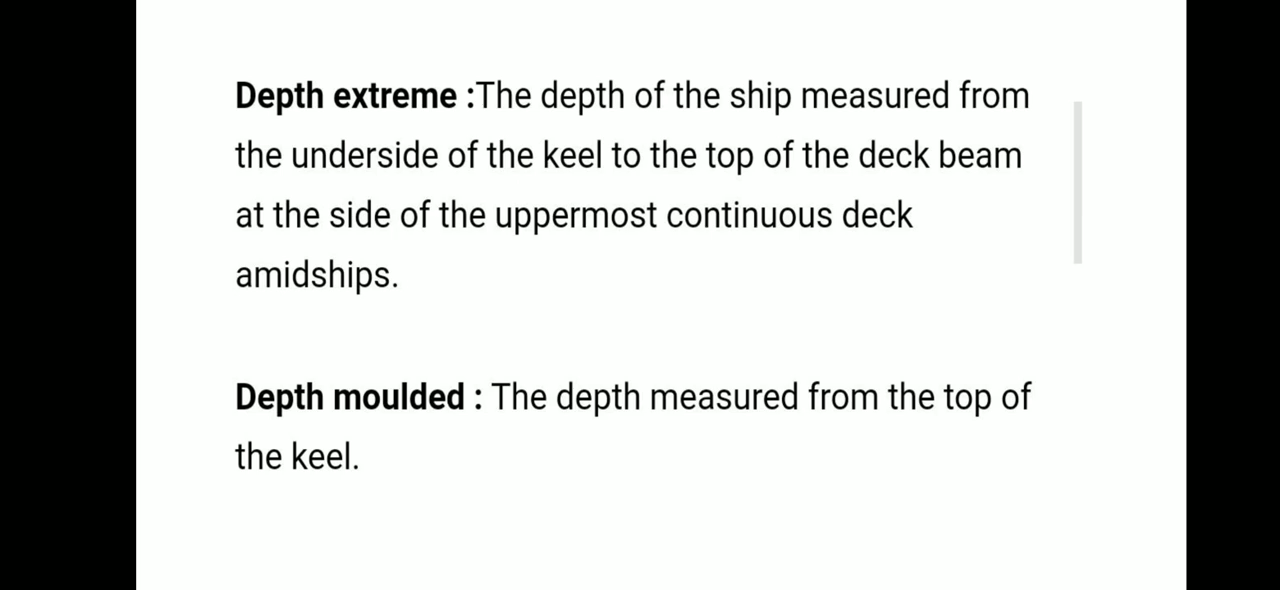 Depth extreme :The depth of the ship measured from
the underside of the keel to the top of the deck beam
at the side of the uppermost continuous deck
amidships.
Depth moulded : The depth measured from the top of
the keel.